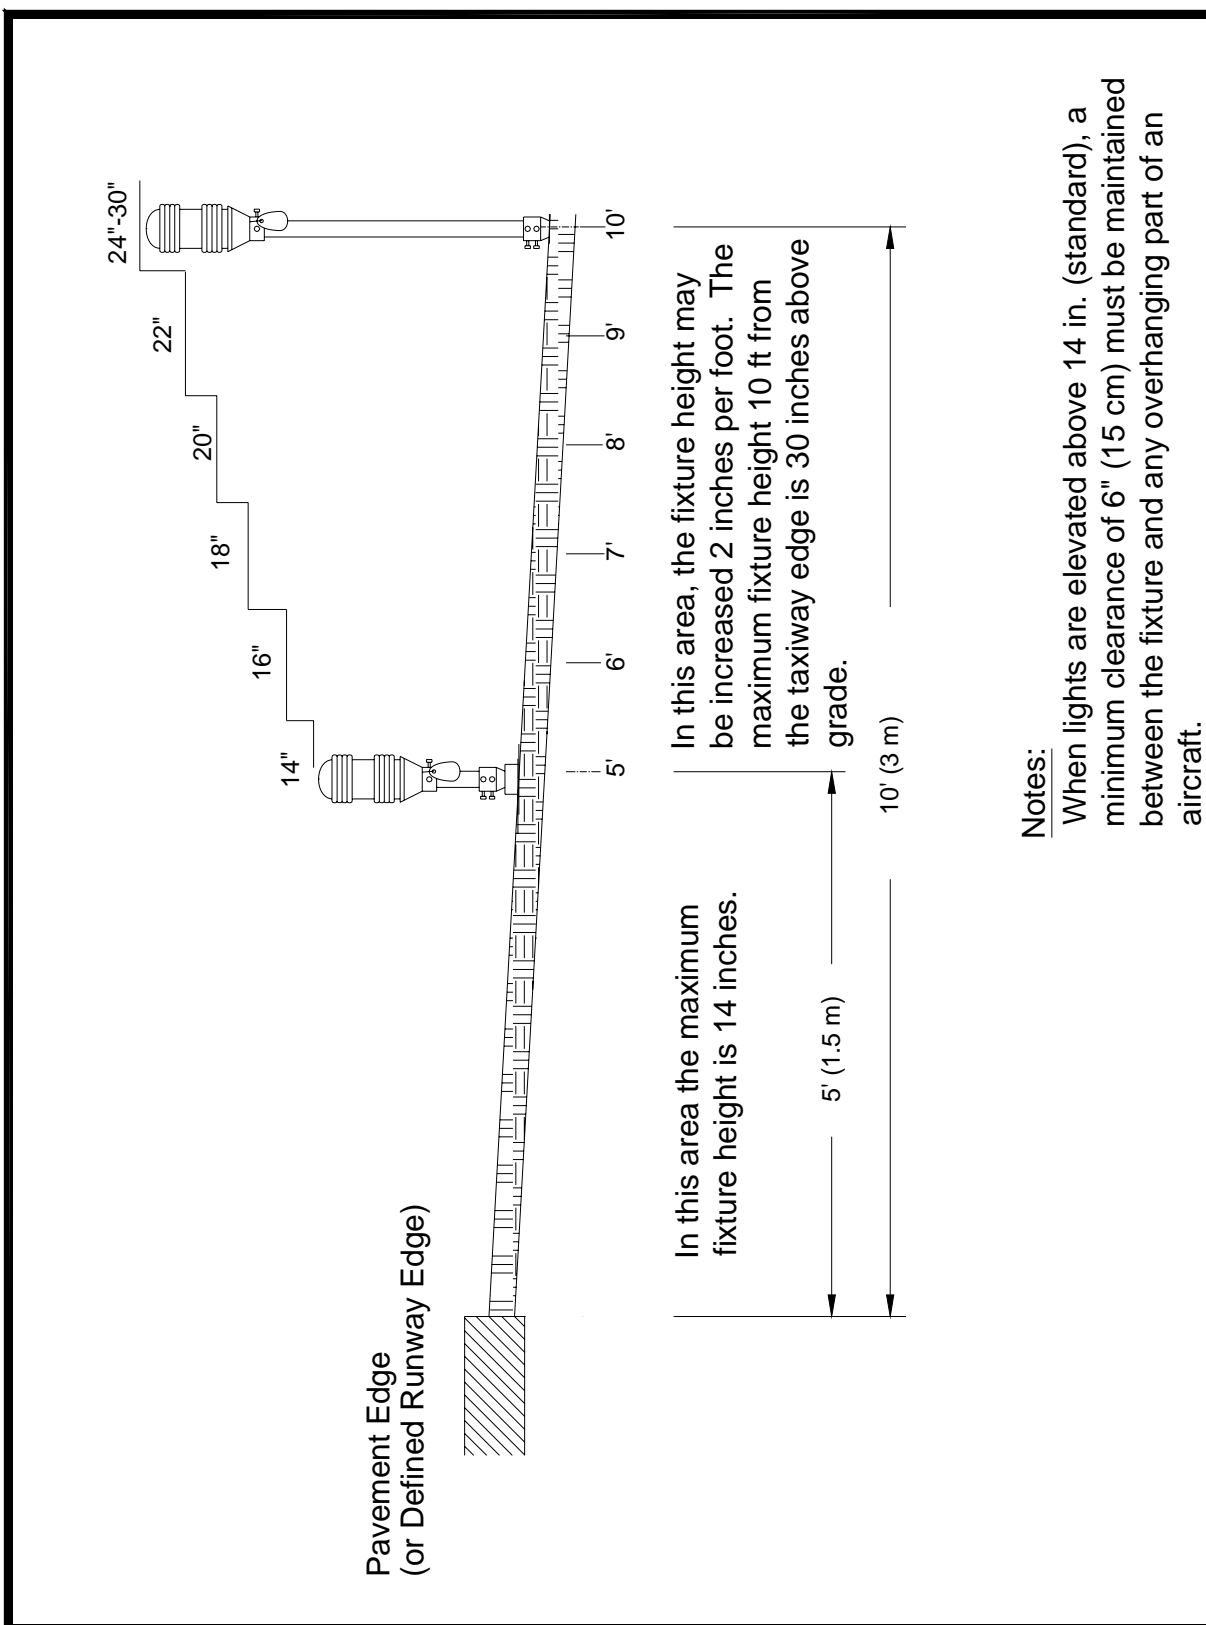 24"-30"
22"
20"
18"
16"
14"
Pavement Edge
(or Defined Runway Edge)
5'
6'
7'
8'
9'
10'
In this area the maximum
fixture height is 14 inches.
In this area, the fixture height may
be increased 2 inches per foot. The
maximum fixture height 10 ft from
the taxiway edge is 30 inches above
grade.
5' (1.5 m)
10' (3 m)
Notes:
When lights are elevated above 14 in. (standard), a
minimum clearance of 6" (15 cm) must be maintained
between the fixture and any overhanging part of an
aircraft.